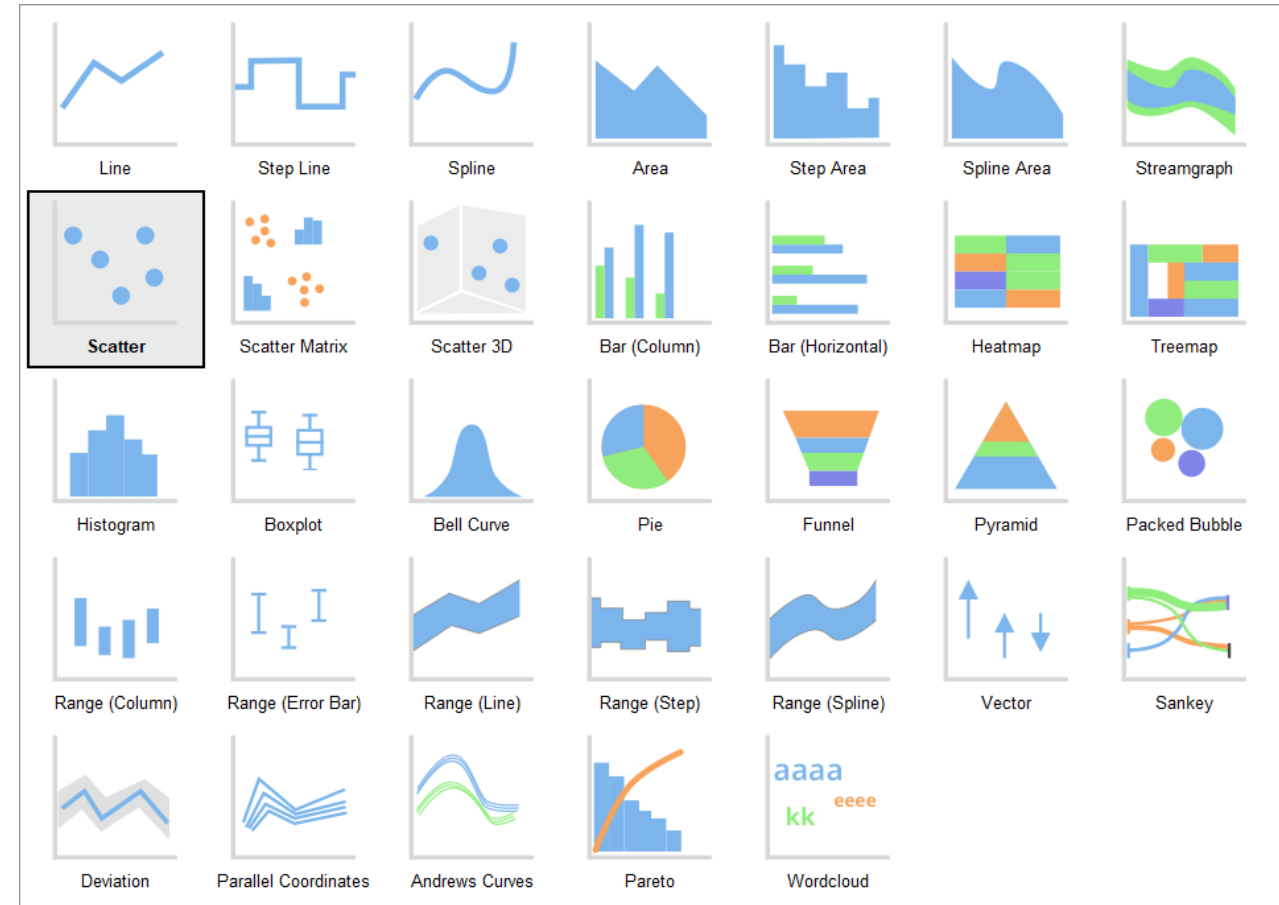 Line
Step Line
Spline
Area
Step Area
Spline Area
Streamgraph
Scatter
Scatter Matrix
Scatter 3D
Bar (Column)
Bar (Horizontal)
Heatmap
Treemap
Histogram
Boxplot
Bell Curve
Pie
Funnel
Pyramid
Packed Bubble
Range (Column)
Range (Error Bar)
Range (Line)
Range (Step)
Range (Spline)
Vector
Sankey
aaaa
eeee
kk
Deviation
Parallel Coordinates
Andrews Curves
Pareto
Wordcloud